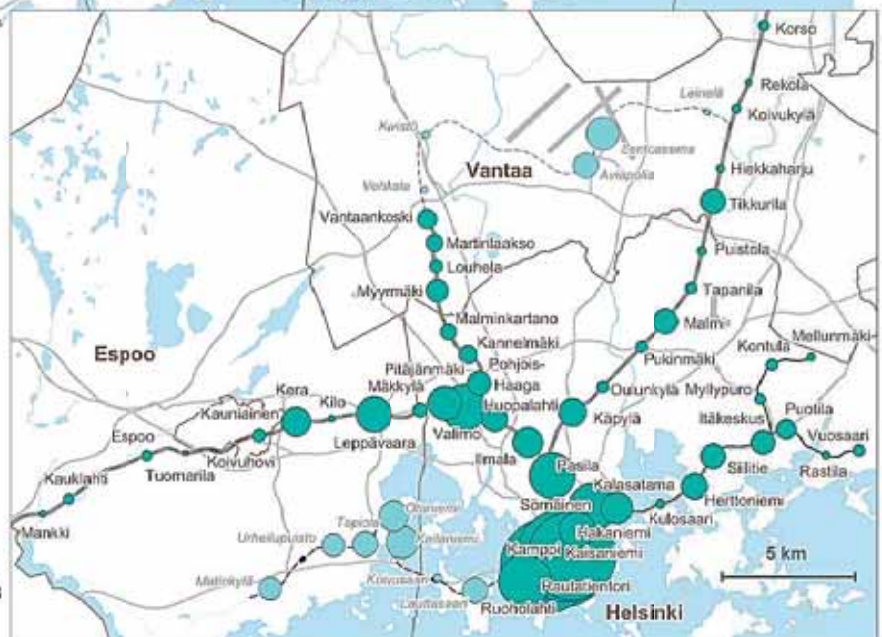 Korso
Rekola
Leinelä
Koivukylä
Kivistö
Lentoasema
Vantaa
Hiekkaharju
Aviapolis
Vehkala
Tikkurila
Vantaankoski
Martinlaakso
Puistola
Louhela
Tapanila
Myyrmäki
Malmi
Malminkartano
Mellunmäki
Kontula
Kannelmäki
Pukinmäki
Espoo
Pitäjänmäki
Pohjois-
Haaga
Mäkkylä
Oulunkylä
Myllypuro
Kera
Kilo
Itäkeskus
Puotila
Kauniainen
Huopalahti
Käpylä
Vuosaari
Espoo
Leppävaara
Valimo
Koivuhovi
Ilmala
Siilitie
Rastila
Tuomarila
Pasila
Kauklahti
Kalasatama
Herttoniemi
Sörnäinen
Kulosaari
Mankki
Otaniemi
Tapiola
Hakaniemi
Urheilupuisto
Keilaniemi
Kamppi
Kaisaniemi
5 km
Matinkylä
Koivusaari
Rautatientori
Lauttasaari
Ruoholahti
Helsinki